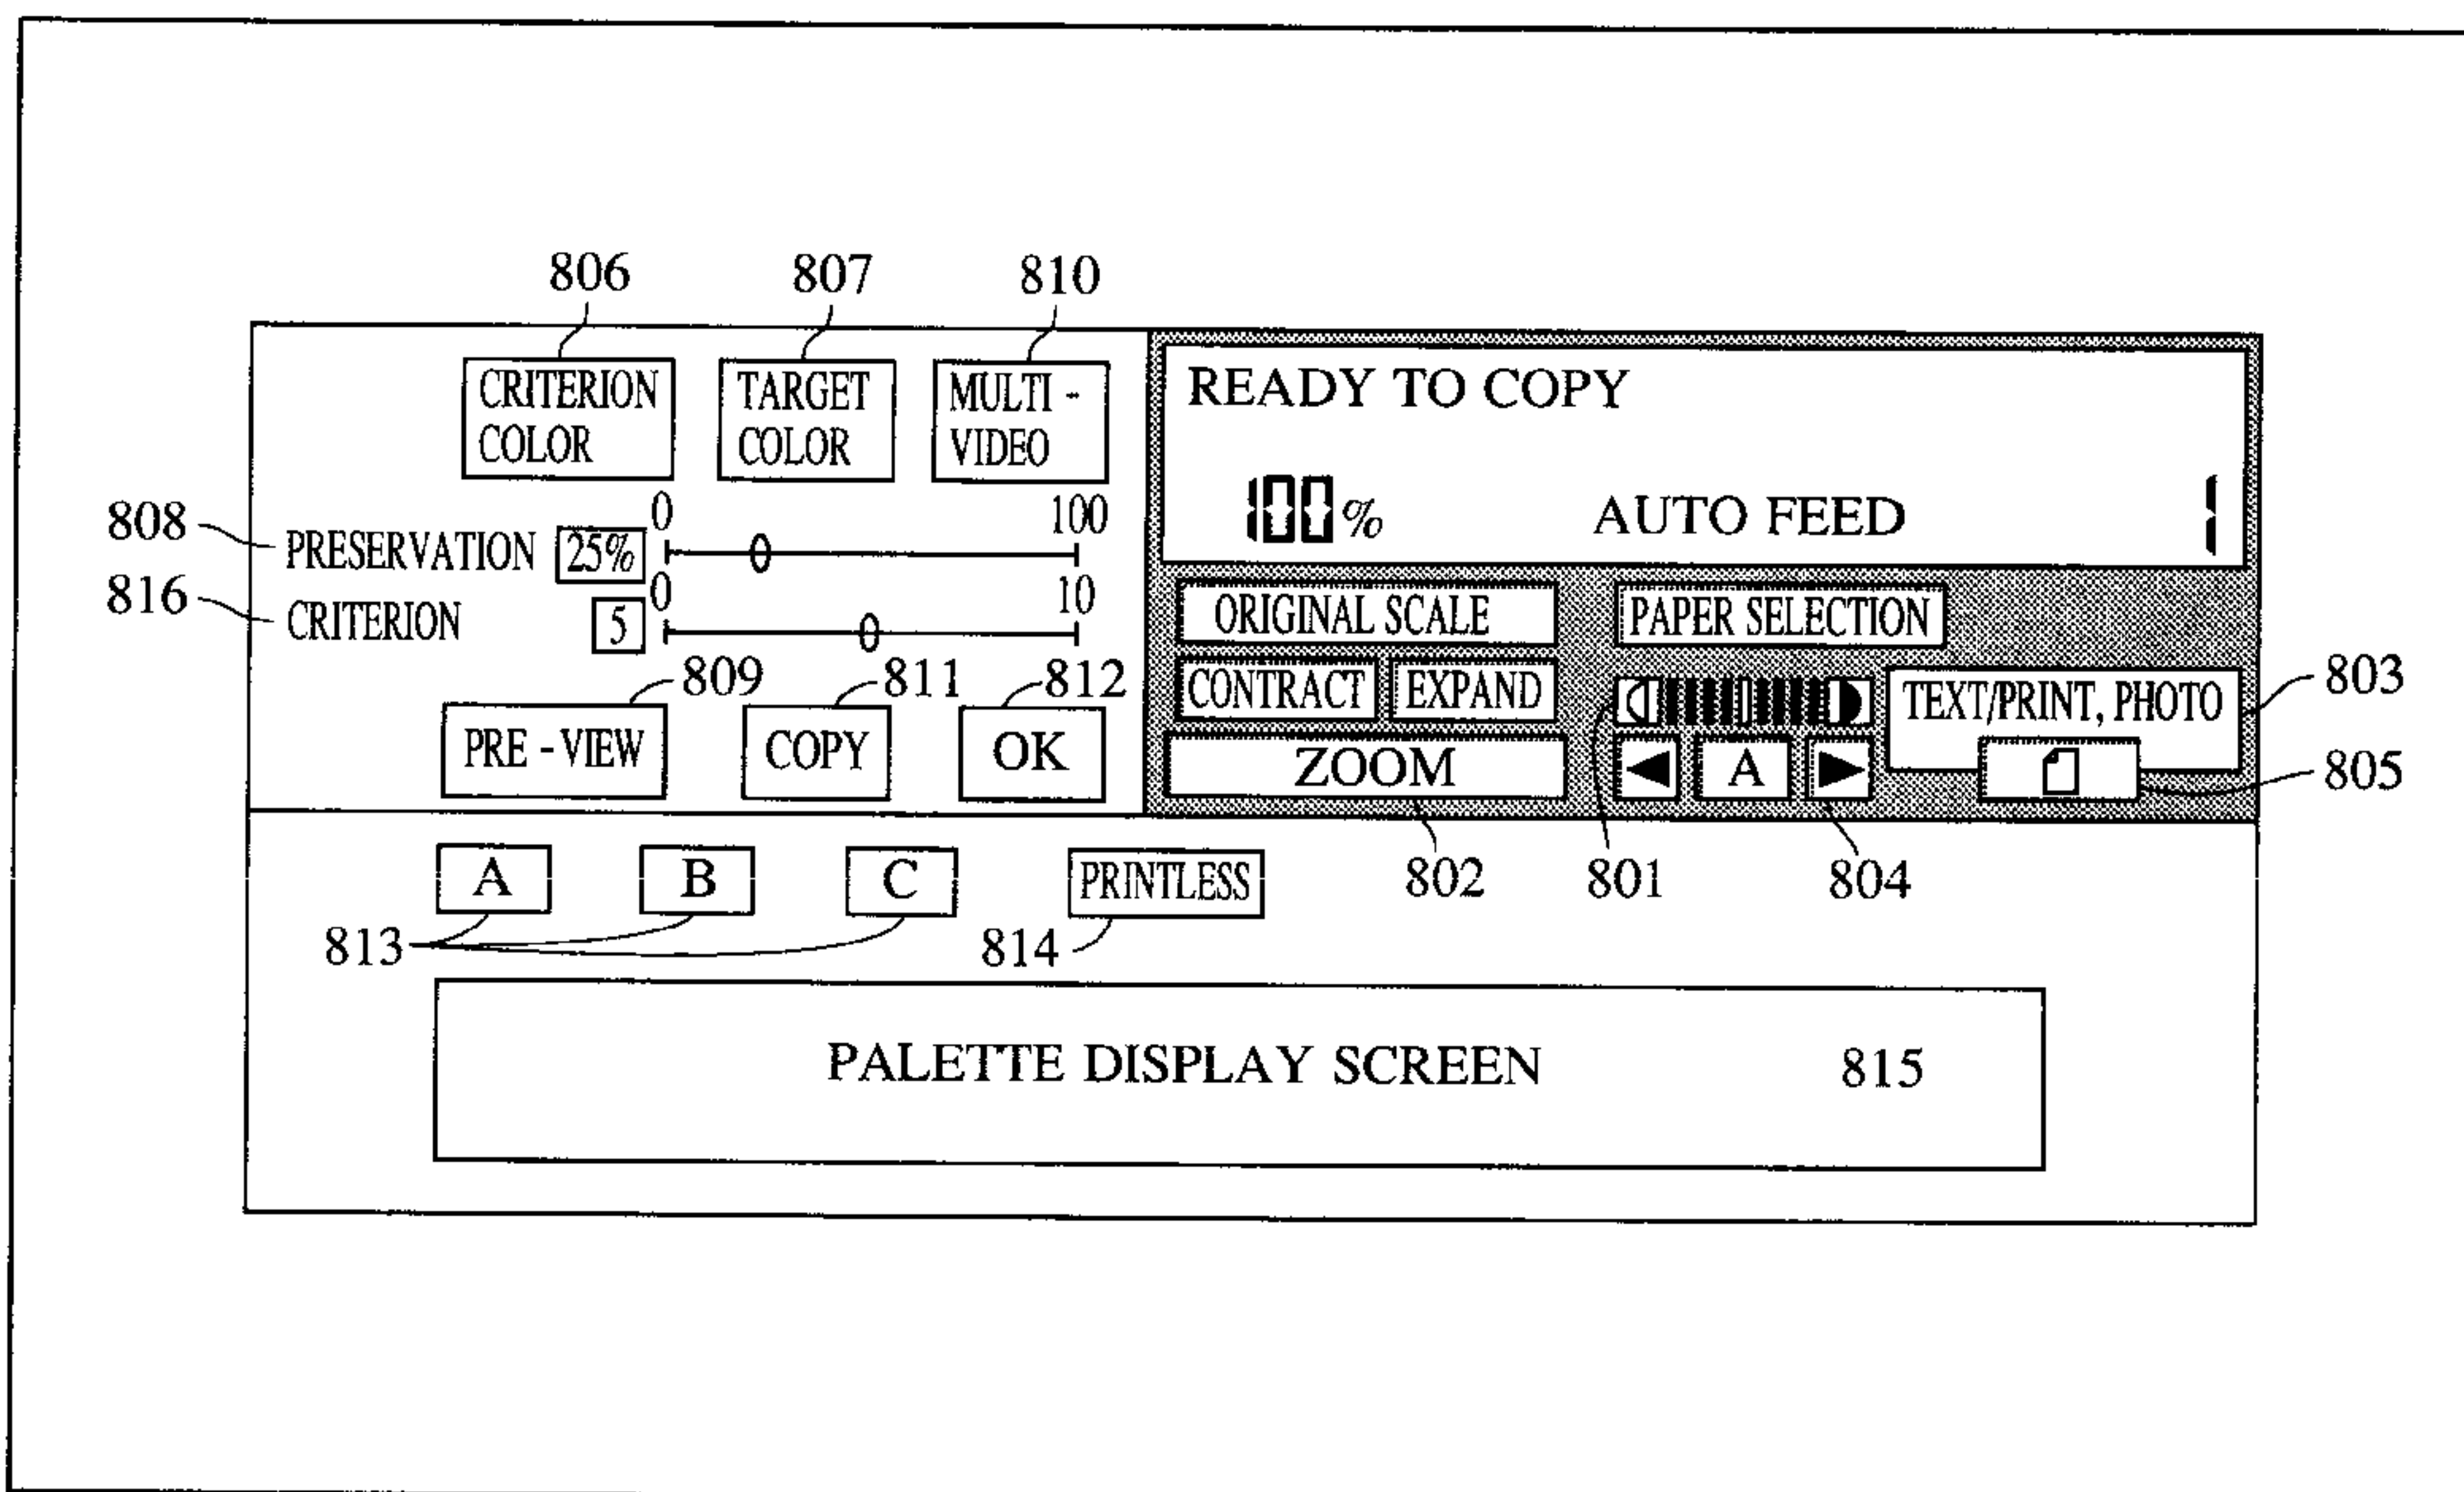 806 807 810
CRITERION
COLOR
TARGET
COLOR
MULTI -
VIDEO
808 PRESERVATION 25% 0 100
816 CRITERION 5 0 10
809 811 812
PRE - VIEW COPY OK
READY TO COPY
100% AUTO FEED 1
ORIGINAL SCALE PAPER SELECTION
CONTRACT EXPAND TEXT/PRINT, PHOTO 803
ZOOM A 805
802 801 804
A B C PRINTLESS
813 814
PALETTE DISPLAY SCREEN 815